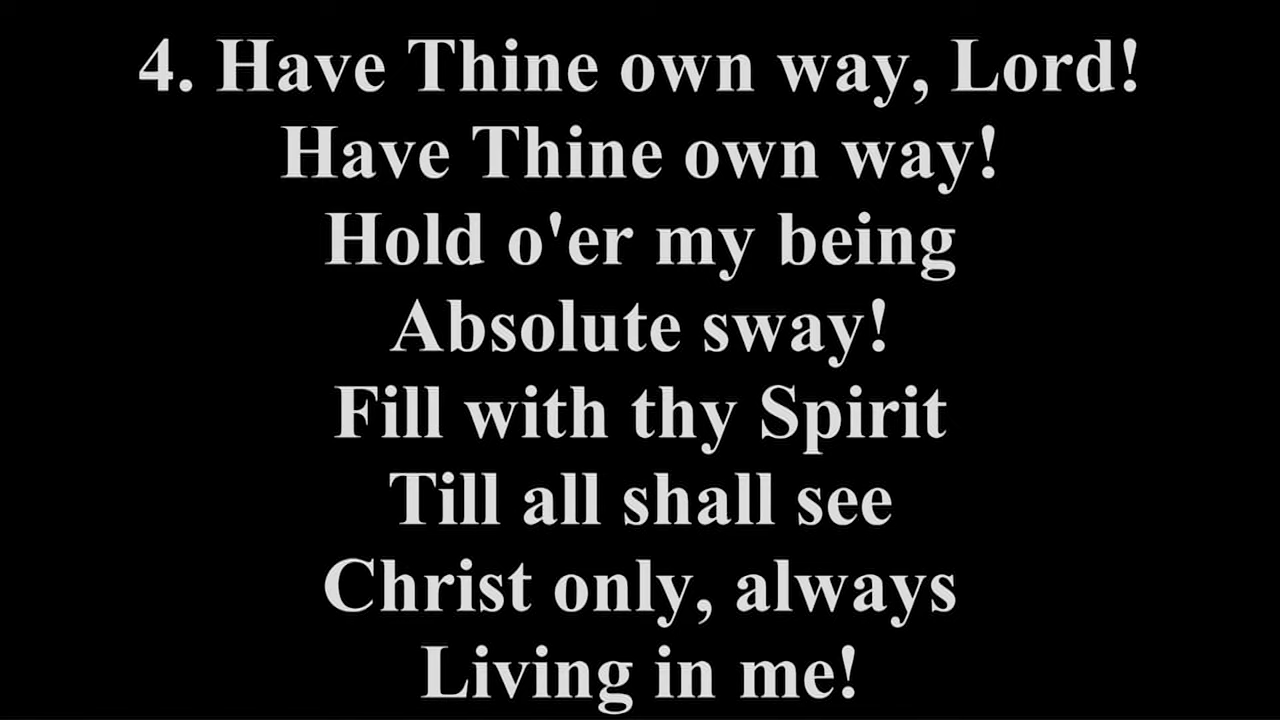 4. Have Thine own way, Lord!
Have Thine own way!
Hold o'er my being
Absolute sway!
Fill with thy Spirit
Till all shall see
Christ only, always
Living in me!